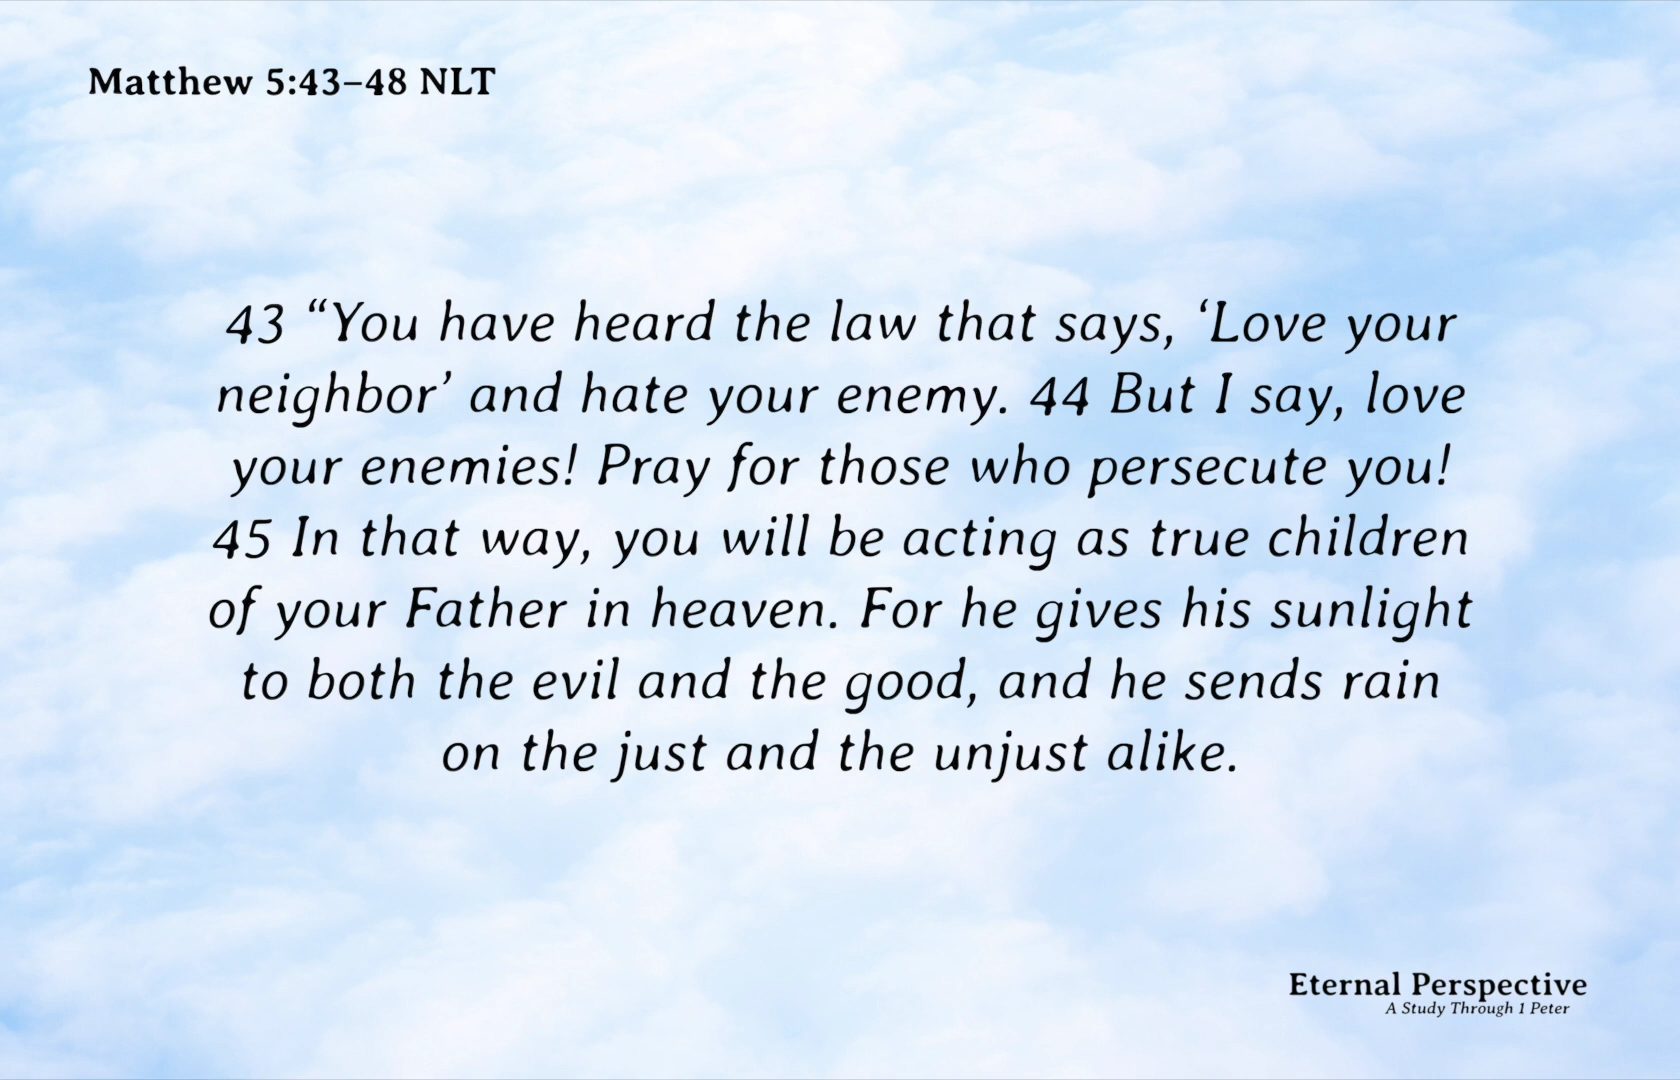 Matthew 5:43–48 NLT
43 “You have heard the law that says, ‘Love your
neighbor’ and hate your enemy. 44 But I say, love
your enemies! Pray for those who persecute you!
45 In that way, you will be acting as true children
of your Father in heaven. For he gives his sunlight
to both the evil and the good, and he sends rain
on the just and the unjust alike.
Eternal Perspective
A Study Through 1 Peter